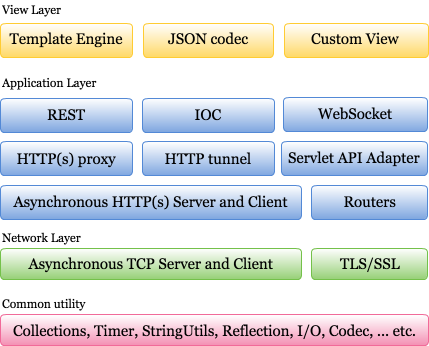 View Layer
Template Engine
JSON codec
Custom View
Application Layer
REST
IOC
WebSocket
HTTP(s) proxy
HTTP tunnel
Servlet API Adapter
Asynchronous HTTP(s) Server and Client
Routers
Network Layer
Asynchronous TCP Server and Client
TLS/SSL
Common utility
Collections, Timer, StringUtils, Reflection, I/O, Codec, ... etc.